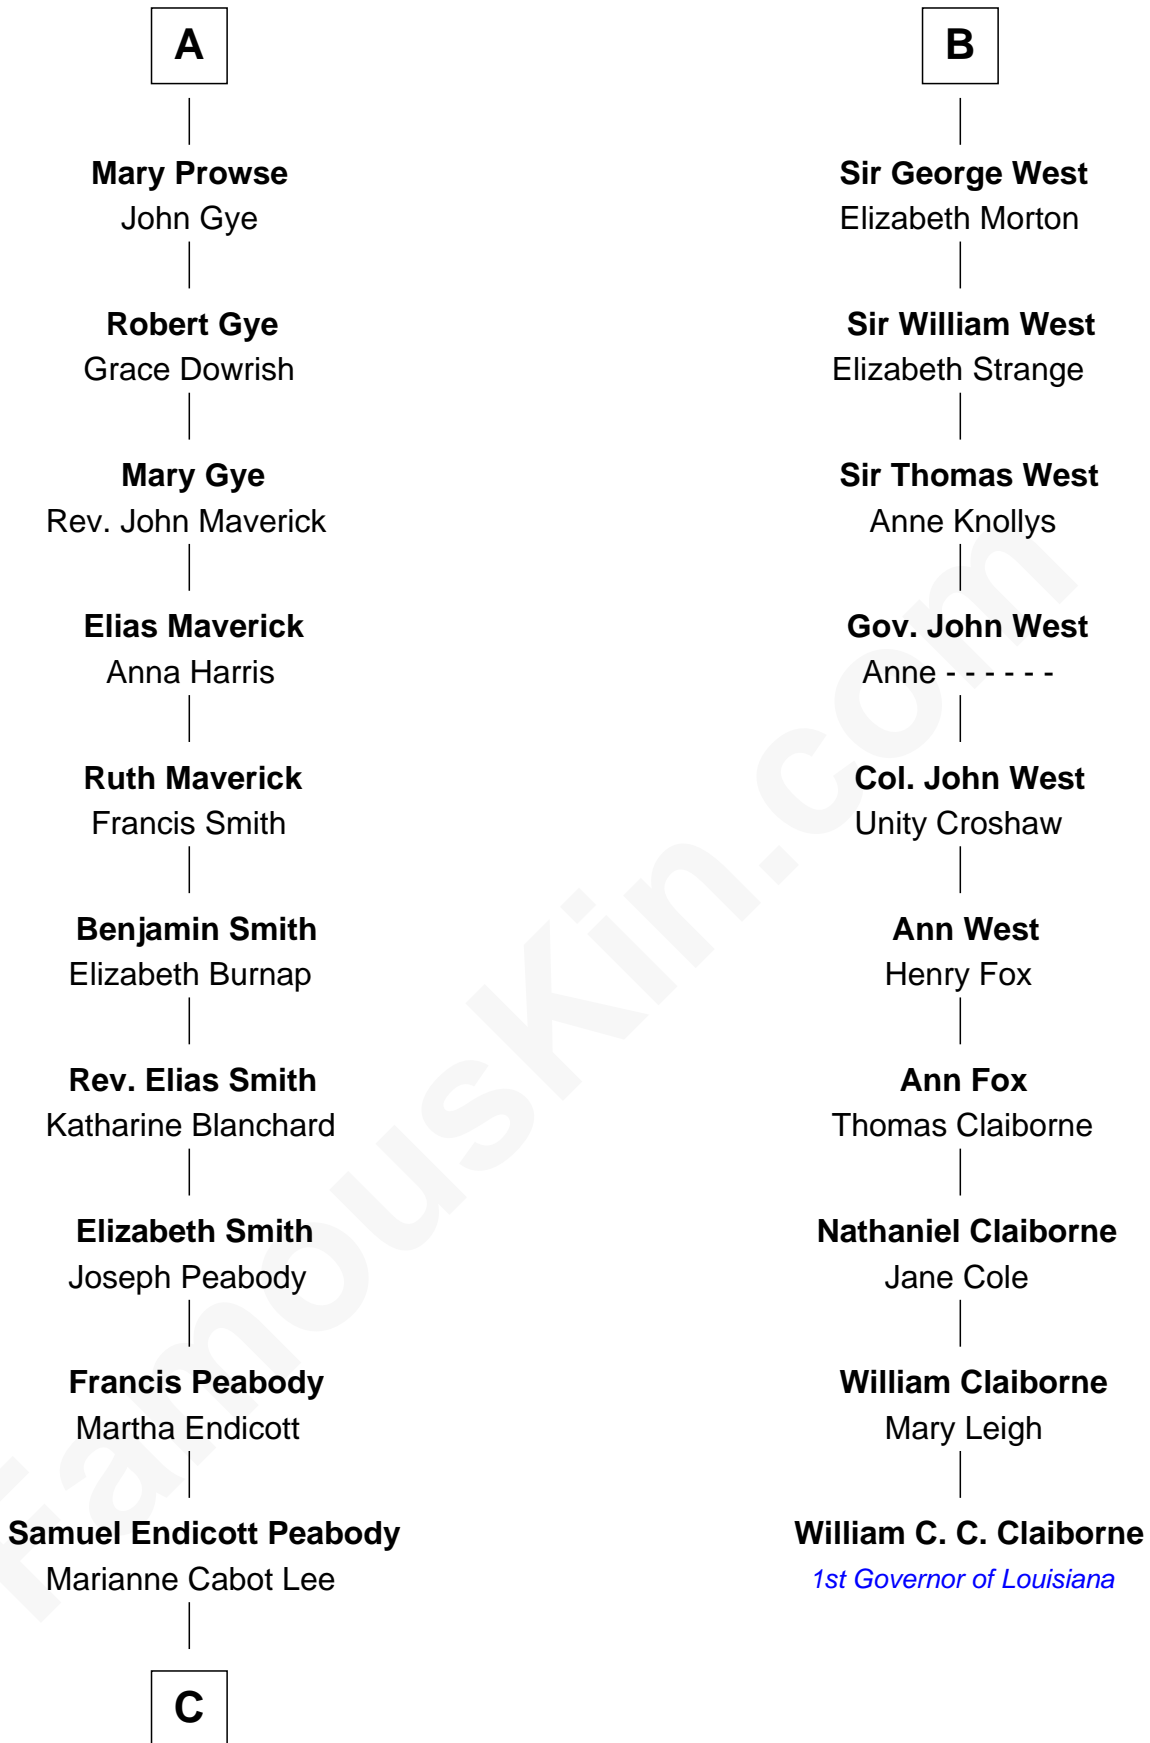 A
Mary Prowse
John Gye
Robert Gye
Grace Dowrish
Mary Gye
Rev. John Maverick
Elias Maverick
Anna Harris
Ruth Maverick
Francis Smith
Benjamin Smith
Elizabeth Burnap
Rev. Elias Smith
Katharine Blanchard
Elizabeth Smith
Joseph Peabody
Francis Peabody
Martha Endicott
Samuel Endicott Peabody
Marianne Cabot Lee
C
B
Sir George West
Elizabeth Morton
Sir William West
Elizabeth Strange
Sir Thomas West
Anne Knollys
Gov. John West
Anne - - - - - -
Col. John West
Unity Croshaw
Ann West
Henry Fox
Ann Fox
Thomas Claiborne
Nathaniel Claiborne
Jane Cole
William Claiborne
Mary Leigh
William C. C. Claiborne
1st Governor of Louisiana
FamousKin.com